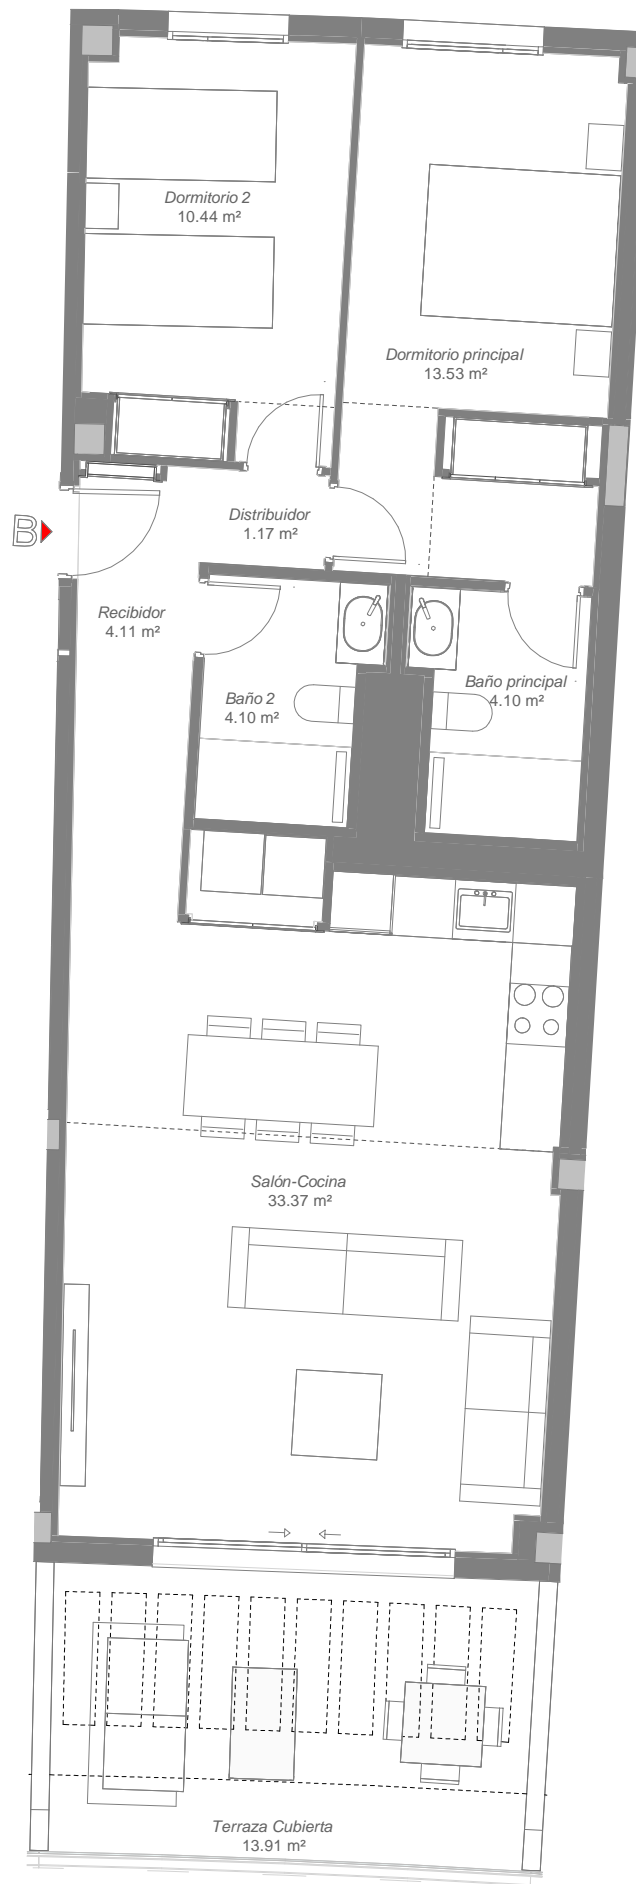 Dormitorio 2
10.44 m²
Dormitorio principal
13.53 m²
Distribuidor
1.17 m²
B
Recibidor
4.11 m²
Baño 2
4.10 m²
Baño principal
4.10 m²
Salón-Cocina
33.37 m²
Terraza Cubierta
13.91 m²